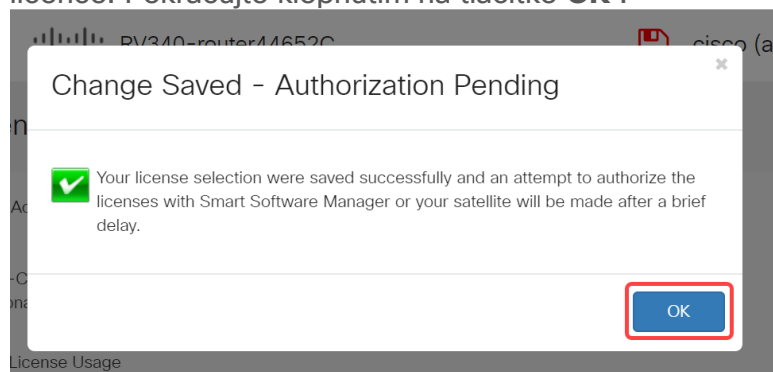 licence. Pokračujte klepnutím na tlačítko OK .
RV340-router44652C
cisco (a
Change Saved - Authorization Pending
Your license selection were saved successfully and an attempt to authorize the
licenses with Smart Software Manager or your satellite will be made after a brief
delay.
OK
License Usage